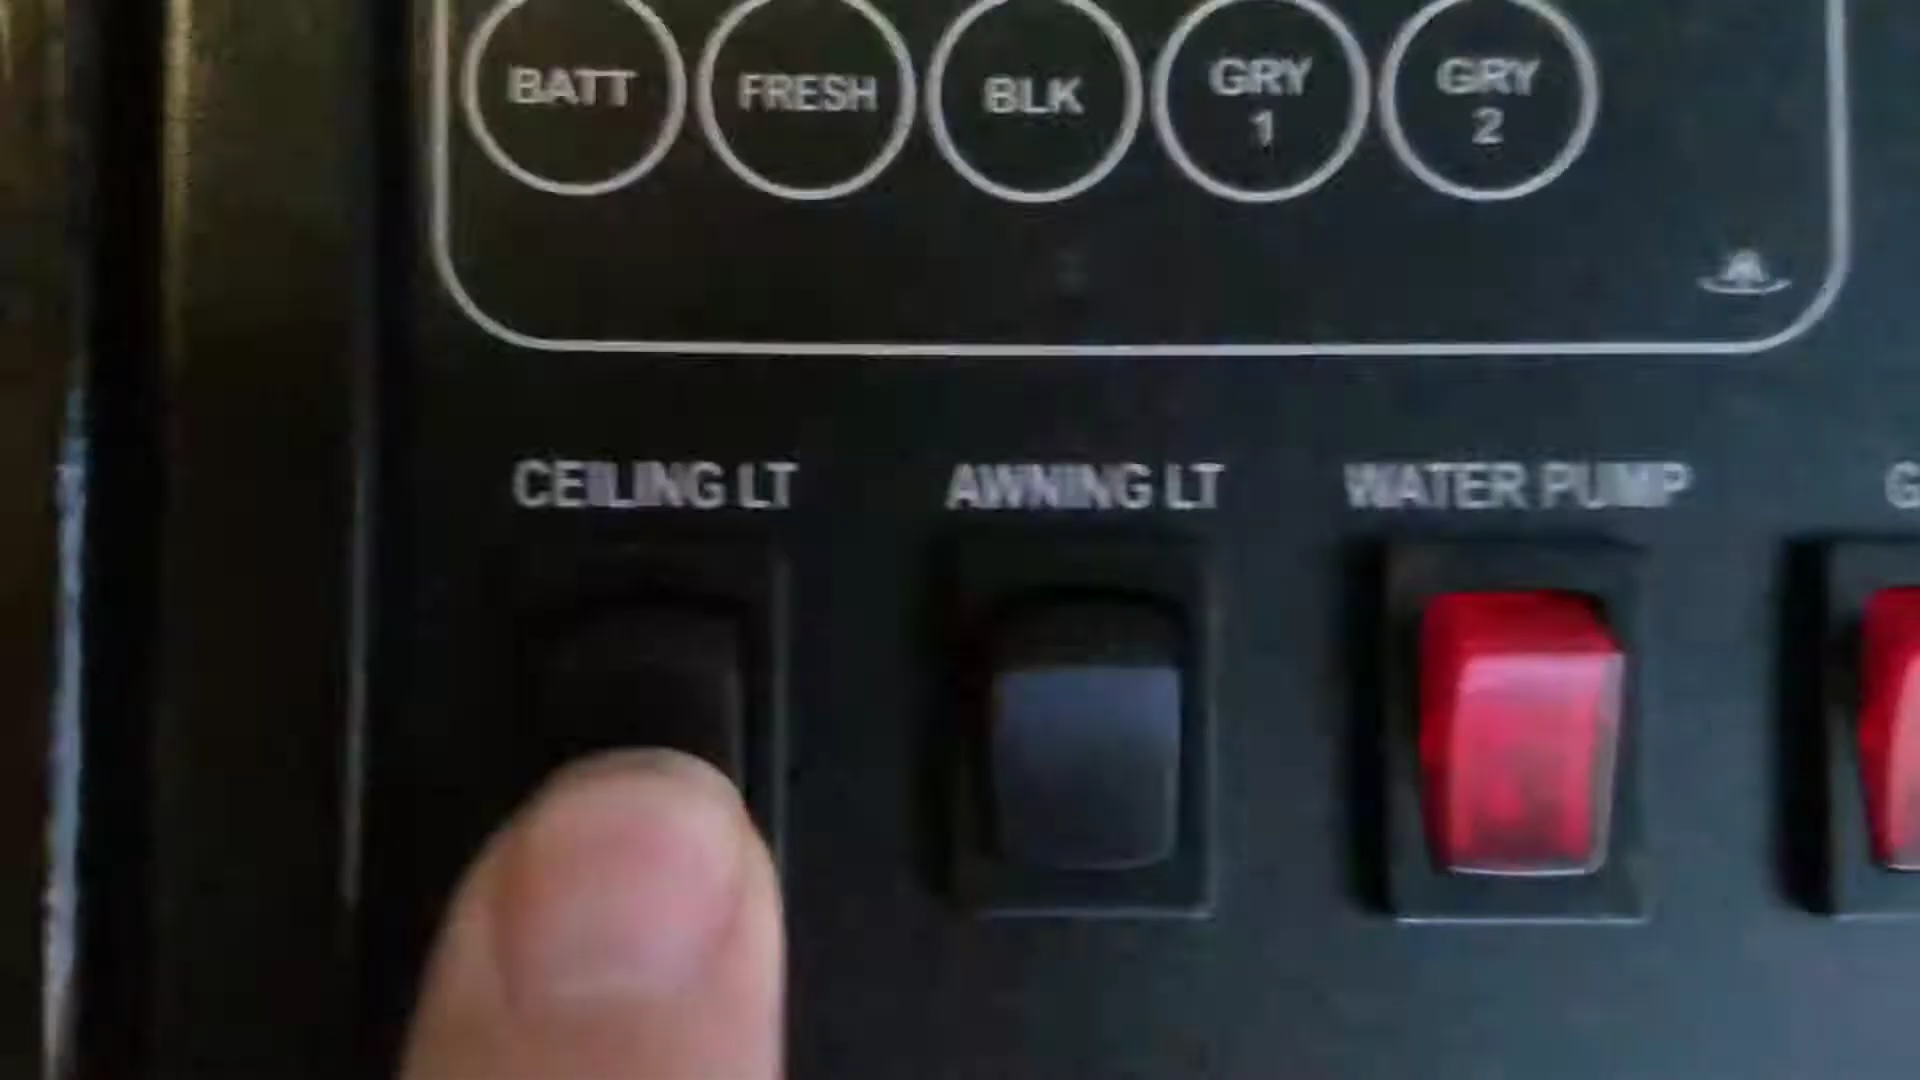 BATT
FRESH
BLK
GRY
1
GRY
2
CEILING LT
AWNING LT
WATER PUMP
G